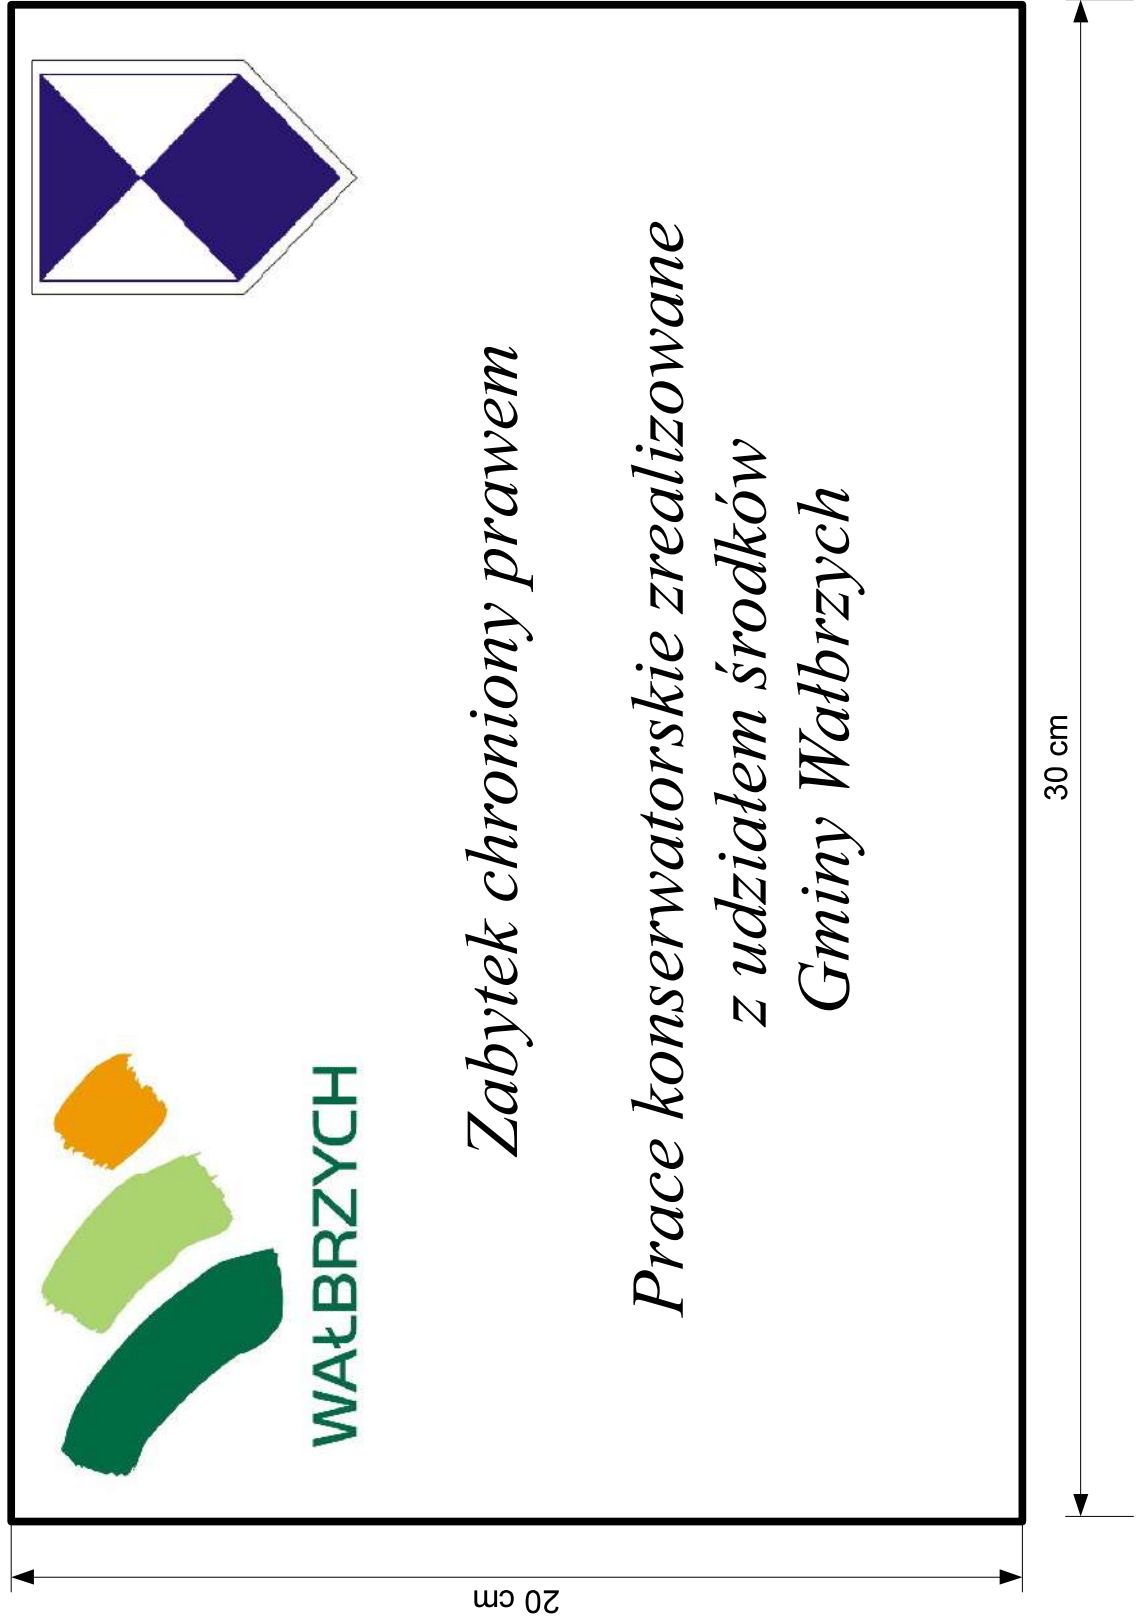 WAŁBRZYCH
Zabytek chroniony prawem
Prace konserwatorskie zrealizowane
z udziałem środków
Gminy Wałbrzych
30 cm
20 cm